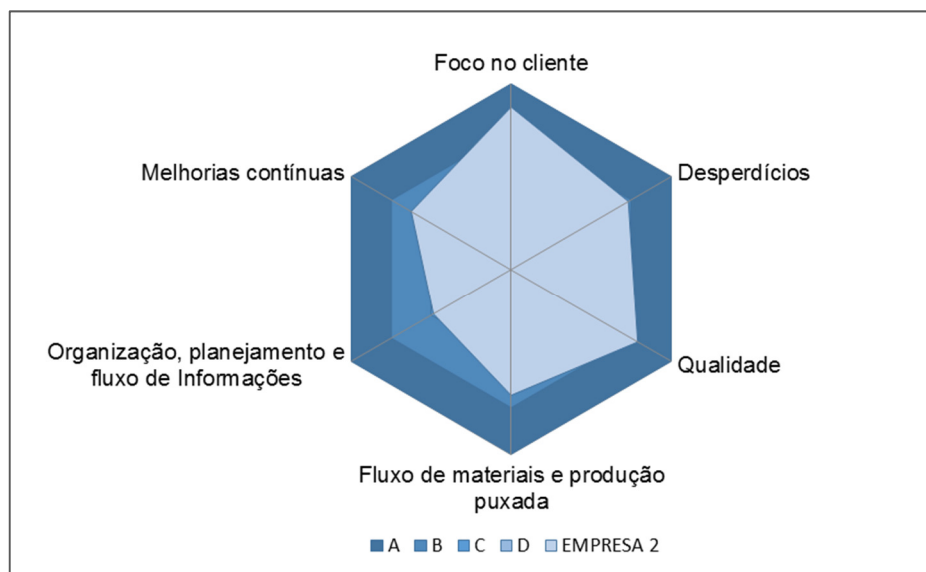 Foco no cliente
Melhorias contínuas
Desperdícios
Organização, planejamento e
fluxo de Informações
Qualidade
Fluxo de materiais e produção
puxada
A B C D EMPRESA 2